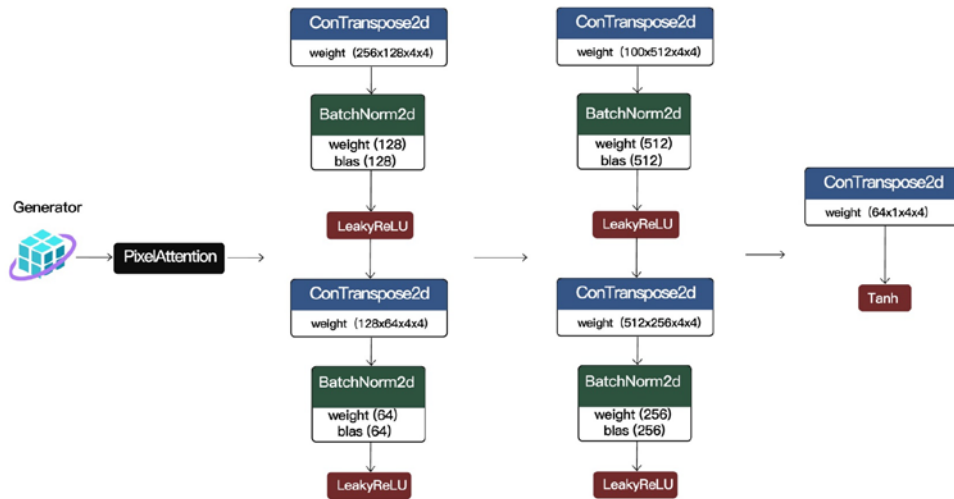 Generator
PixelAttention
ConTranspose2d
weight (256x128x4x4)
BatchNorm2d
weight (128)
blas (128)
LeakyReLU
ConTranspose2d
weight (128x64x4x4)
BatchNorm2d
weight (64)
blas (64)
LeakyReLU
ConTranspose2d
weight (100x512x4x4)
BatchNorm2d
weight (512)
blas (512)
LeakyReLU
ConTranspose2d
weight (512x256x4x4)
BatchNorm2d
weight (256)
blas (256)
LeakyReLU
ConTranspose2d
weight (64x1x4x4)
Tanh